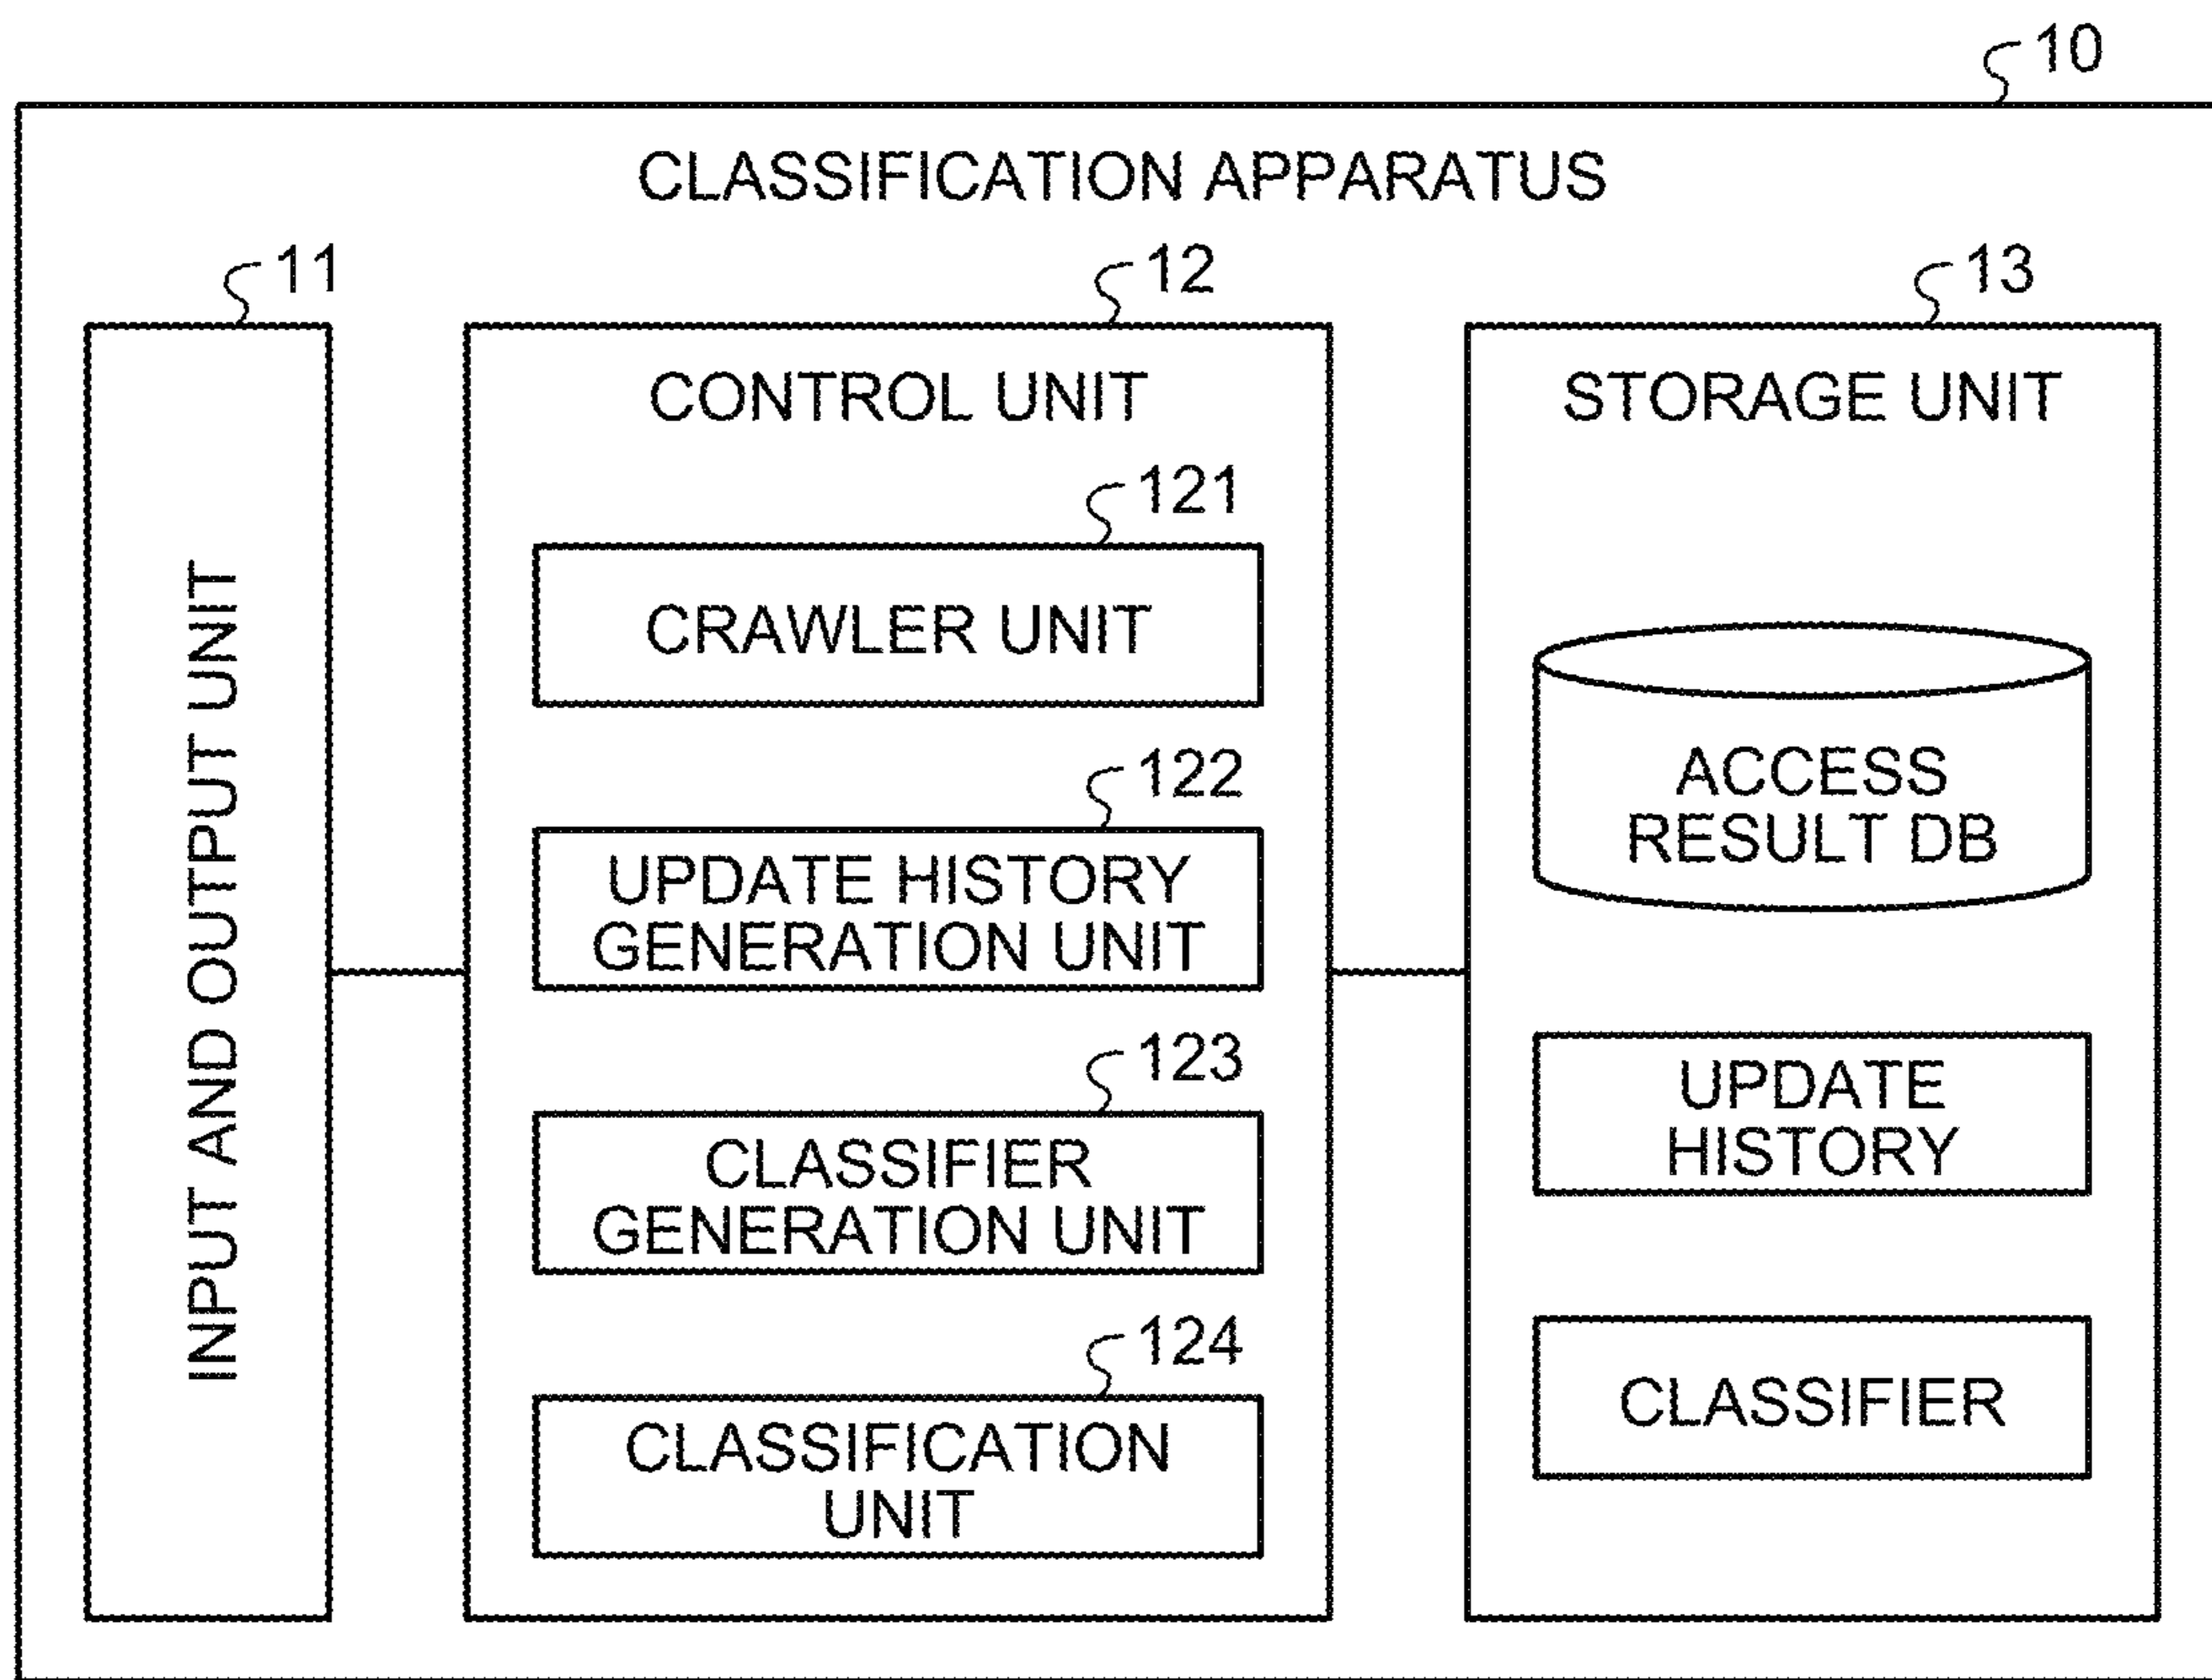 10
CLASSIFICATION APPARATUS
11
INPUT AND OUTPUT UNIT
12
CONTROL UNIT
121
CRAWLER UNIT
122
UPDATE HISTORY
GENERATION UNIT
123
CLASSIFIER
GENERATION UNIT
124
CLASSIFICATION
UNIT
13
STORAGE UNIT
ACCESS
RESULT DB
UPDATE
HISTORY
CLASSIFIER